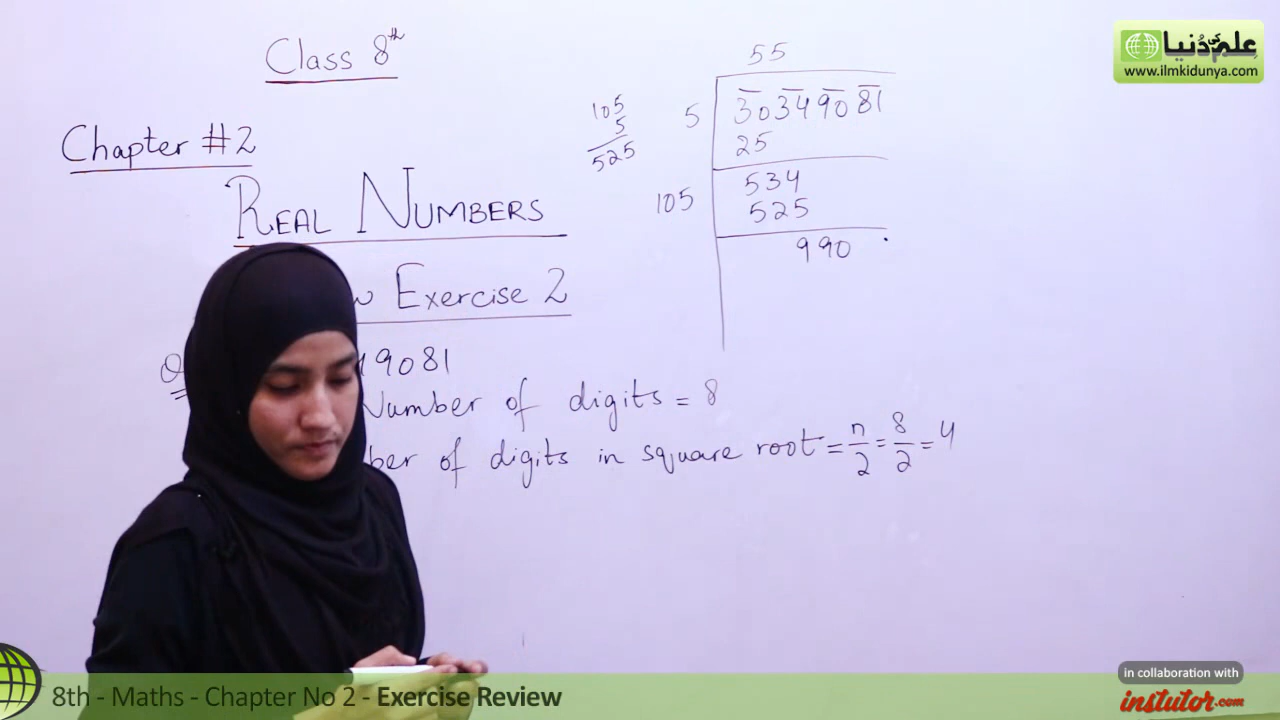 Class 8th
Chapter #2
REAL NUMBERS
Exercise 2
9081
Number of digits = 8
ber of digits in square root = n/2 = 8/2 = 4
105
5
525
55
5
30349081
25
534
105
525
990
علم کی دُنیا
www.ilmkidunya.com
8th - Maths - Chapter No 2 - Exercise Review
in collaboration with
instutor.com